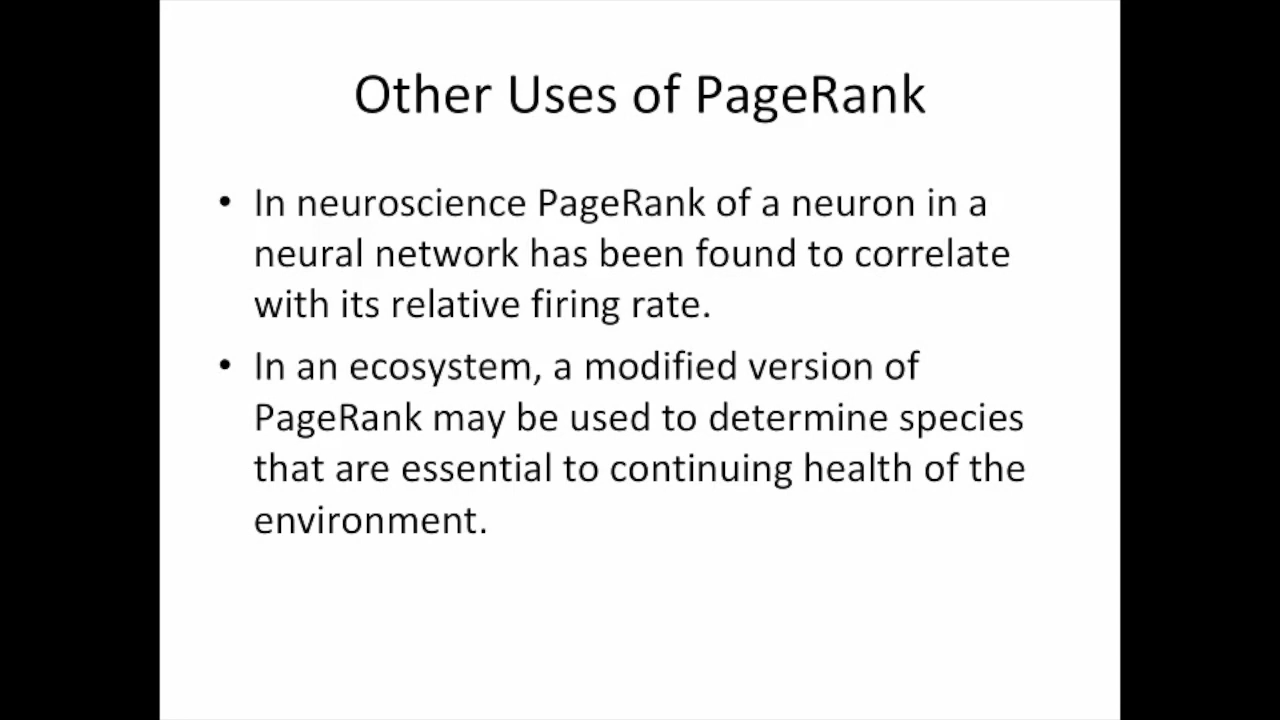 Other Uses of PageRank
• In neuroscience PageRank of a neuron in a
neural network has been found to correlate
with its relative firing rate.
• In an ecosystem, a modified version of
PageRank may be used to determine species
that are essential to continuing health of the
environment.